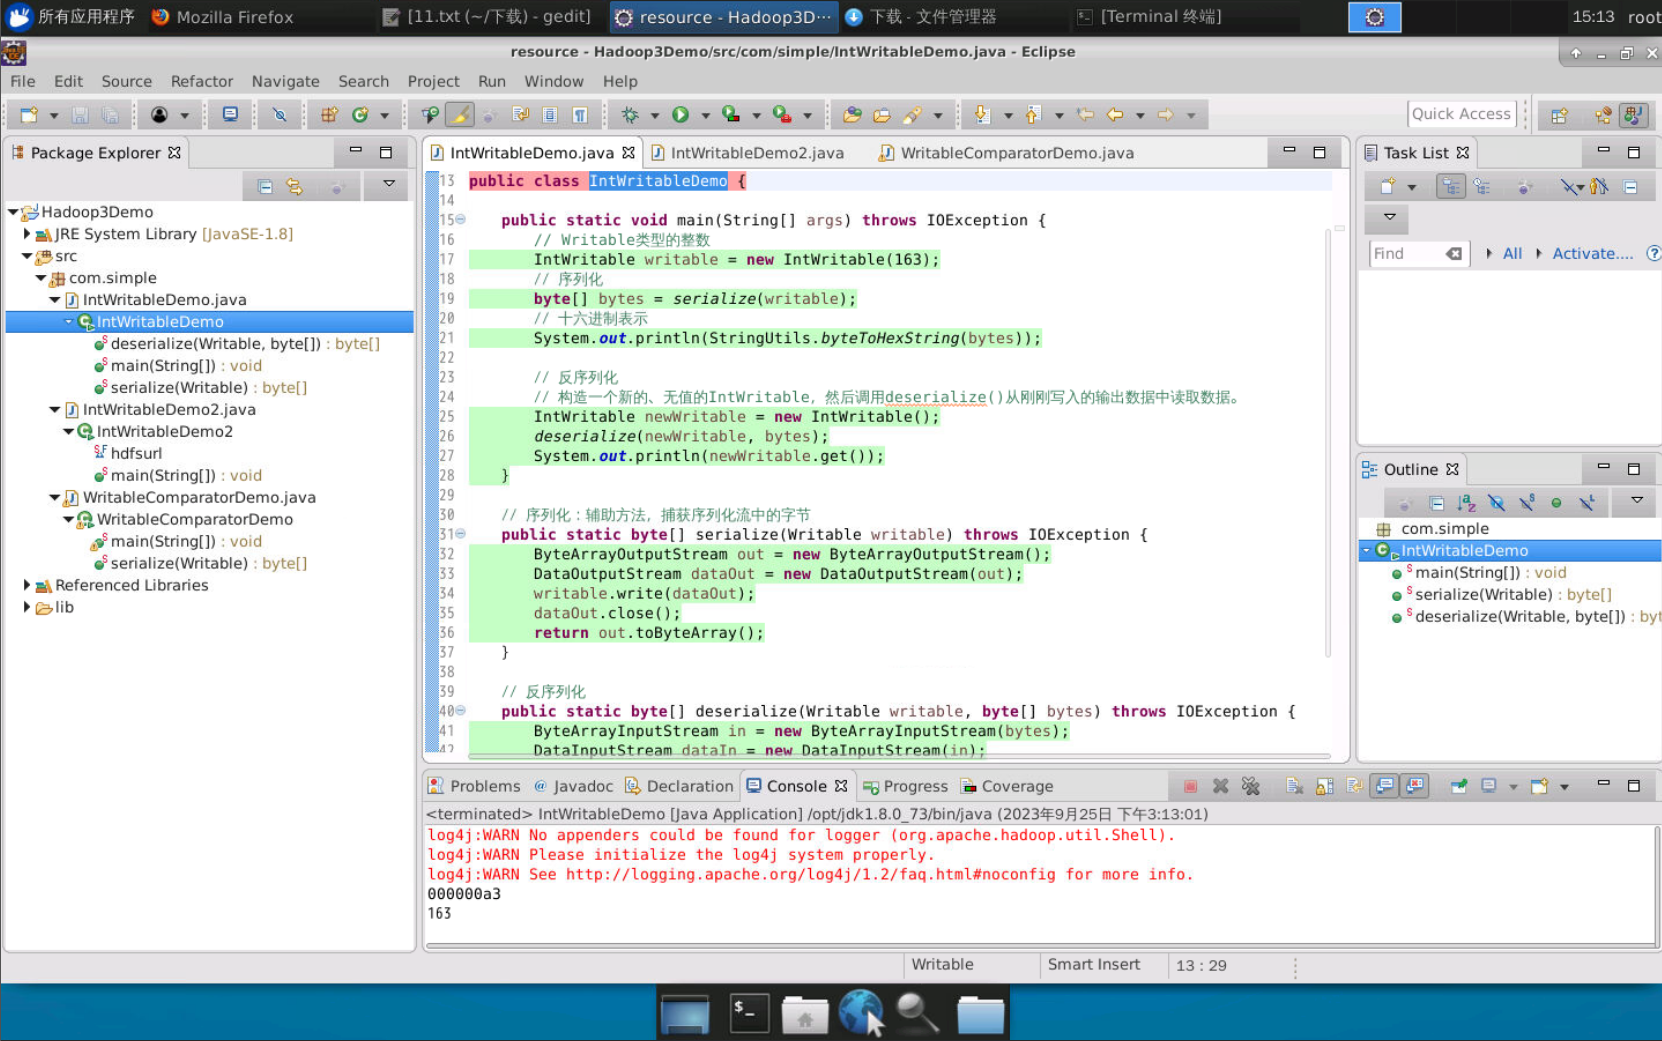 所有应用程序 Mozilla Firefox [11.txt (~/下载) - gedit] resource - Hadoop3D··· 下载 - 文件管理器 [Terminal 终端] 15:13 root
resource - Hadoop3Demo/src/com/simple/IntWritableDemo.java - Eclipse
File Edit Source Refactor Navigate Search Project Run Window Help
Quick Access
Package Explorer
Hadoop3Demo
JRE System Library [JavaSE-1.8]
src
com.simple
IntWritableDemo.java
IntWritableDemo
deserialize(Writable, byte[]) : byte[]
main(String[]) : void
serialize(Writable) : byte[]
IntWritableDemo2.java
IntWritableDemo2
hdfsurl
main(String[]) : void
WritableComparatorDemo.java
WritableComparatorDemo
main(String[]) : void
serialize(Writable) : byte[]
Referenced Libraries
lib
IntWritableDemo.java IntWritableDemo2.java WritableComparatorDemo.java
13 public class IntWritableDemo {
14
15 public static void main(String[] args) throws IOException {
16 // Writable类型的整数
17 IntWritable writable = new IntWritable(163);
18 // 序列化
19 byte[] bytes = serialize(writable);
20 // 十六进制表示
21 System.out.println(StringUtils.byteToHexString(bytes));
22
23 // 反序列化
24 // 构造一个新的、无值的IntWritable, 然后调用deserialize()从刚刚写入的输出数据中读取数据。
25 IntWritable newWritable = new IntWritable();
26 deserialize(newWritable, bytes);
27 System.out.println(newWritable.get());
28 }
29
30 // 序列化：辅助方法, 捕获序列化流中的字节
31 public static byte[] serialize(Writable writable) throws IOException {
32 ByteArrayOutputStream out = new ByteArrayOutputStream();
33 DataOutputStream dataOut = new DataOutputStream(out);
34 writable.write(dataOut);
35 dataOut.close();
36 return out.toByteArray();
37 }
38
39 // 反序列化
40 public static byte[] deserialize(Writable writable, byte[] bytes) throws IOException {
41 ByteArrayInputStream in = new ByteArrayInputStream(bytes);
42 DataInputStream dataIn = new DataInputStream(in);
Task List
Find All Activate....
Outline
com.simple
IntWritableDemo
main(String[]) : void
serialize(Writable) : byte[]
deserialize(Writable, byte[]) : byt
Problems Javadoc Declaration Console Progress Coverage
<terminated> IntWritableDemo [Java Application] /opt/jdk1.8.0_73/bin/java (2023年9月25日 下午3:13:01)
log4j:WARN No appenders could be found for logger (org.apache.hadoop.util.Shell).
log4j:WARN Please initialize the log4j system properly.
log4j:WARN See http://logging.apache.org/log4j/1.2/faq.html#noconfig for more info.
000000a3
163
Writable Smart Insert 13 : 29